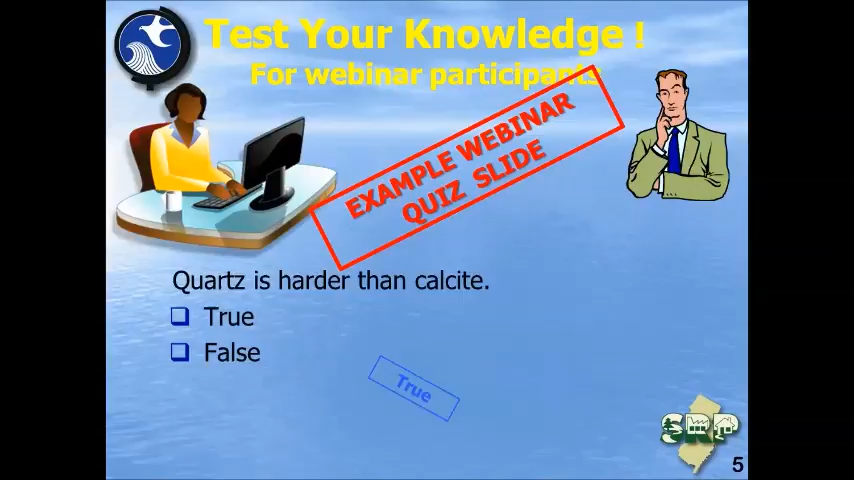 Test Your Knowledge !
For webinar participants
EXAMPLE WEBINAR
QUIZ SLIDE
Quartz is harder than calcite.
True
False
True
SRP
5